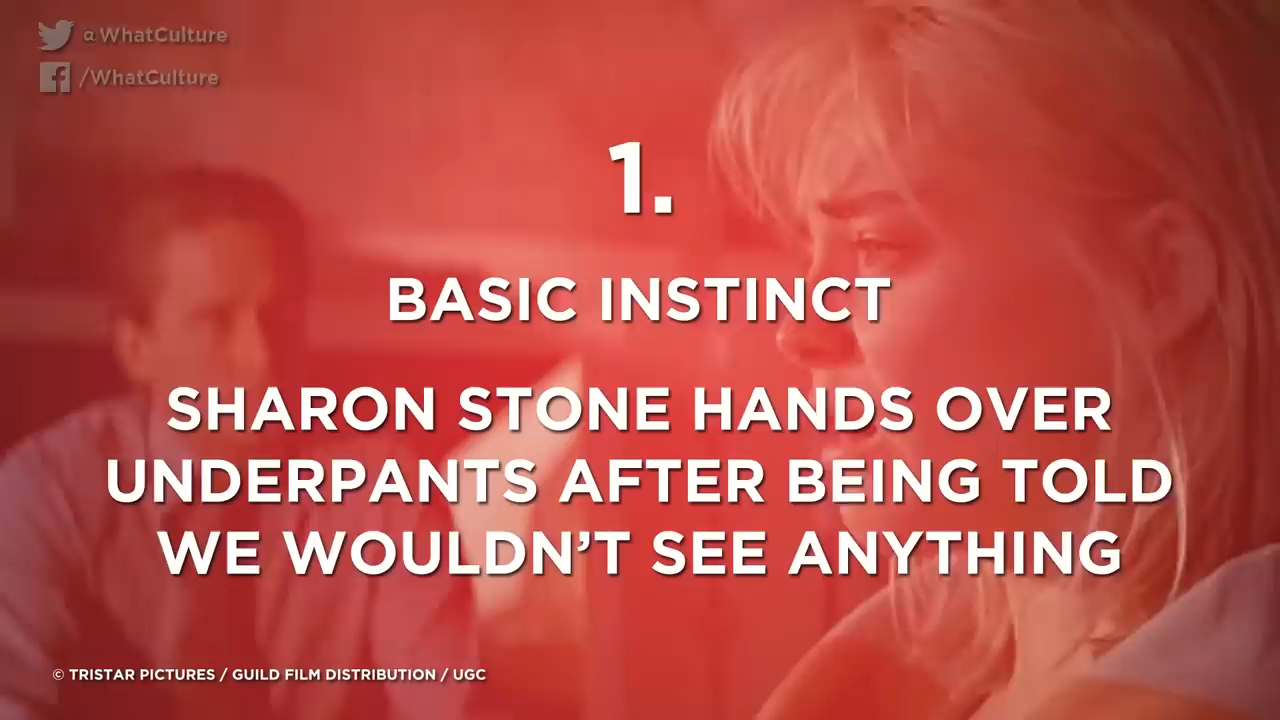 @WhatCulture
/WhatCulture
1.
BASIC INSTINCT
SHARON STONE HANDS OVER
UNDERPANTS AFTER BEING TOLD
WE WOULDN'T SEE ANYTHING
© TRISTAR PICTURES / GUILD FILM DISTRIBUTION / UGC